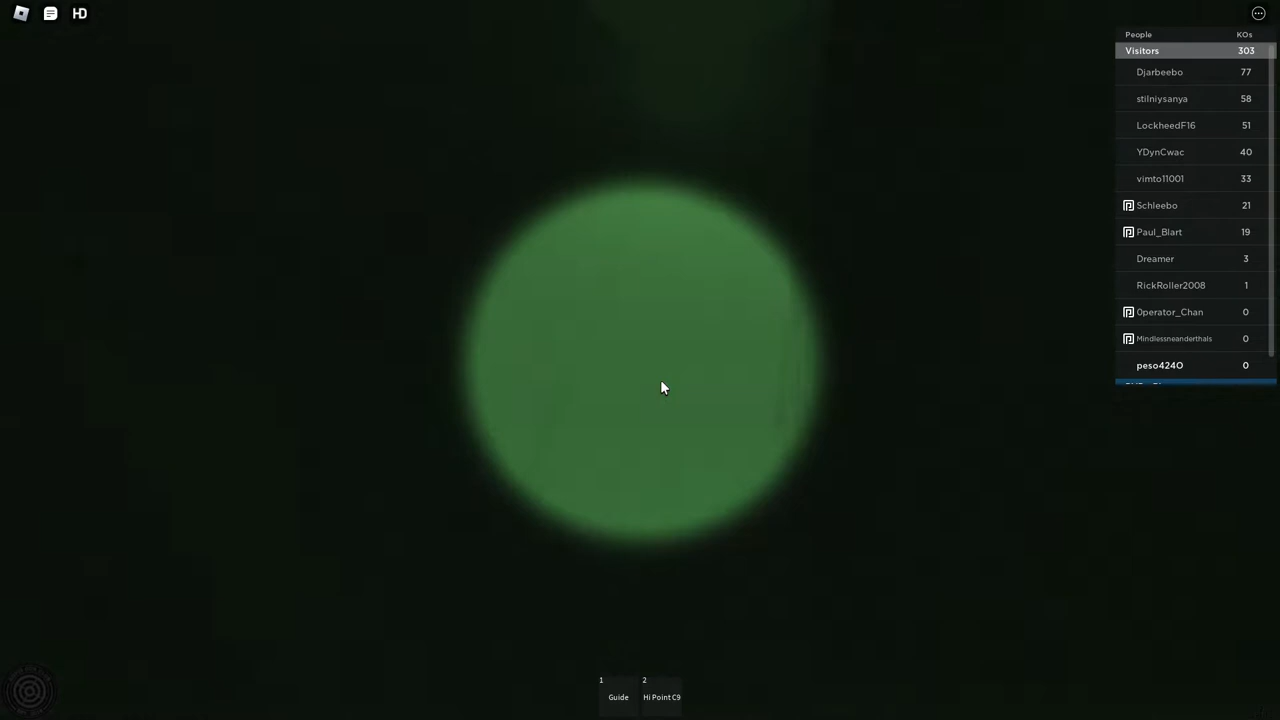 HD
People KOs
Visitors 303
Djarbeebo 77
stilniysanya 58
LockheedF16 51
YDynCwac 40
vimto11001 33
Schleebo 21
Paul_Blart 19
Dreamer 3
RickRoller2008 1
0perator_Chan 0
Mindlessneanderthals 0
peso4240 0
1 2
Guide Hi Point C9